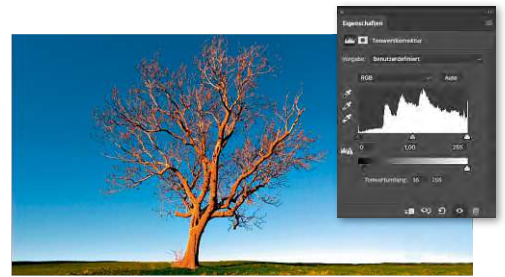 Eigenschaften
Tonwertkorrektur
Vorgabe: Benutzerdefiniert
RGB Auto
0 1,00 255
Tonwertumfang: 16 255